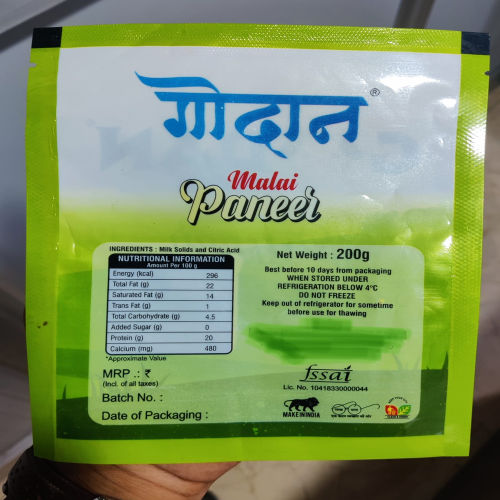 गोदान ®
Malai
Paneer
INGREDIENTS : Milk Solids and Citric Acid
NUTRITIONAL INFORMATION
Amount Per 100 g
Energy (kcal) 296
Total Fat (g) 22
Saturated Fat (g) 14
Trans Fat (g) 1
Total Carbohydrate (g) 4.5
Added Sugar (g) 0
Protein (g) 20
Calcium (mg) 480
*Approximate Value
MRP .: ₹
(Incl. of all taxes)
Batch No. :
Date of Packaging :
Net Weight : 200g
Best before 10 days from packaging
WHEN STORED UNDER
REFRIGERATION BELOW 4°C
DO NOT FREEZE
Keep out of refrigerator for sometime
before use for thawing
fssai
Lic. No. 10418330000044
MAKE IN INDIA